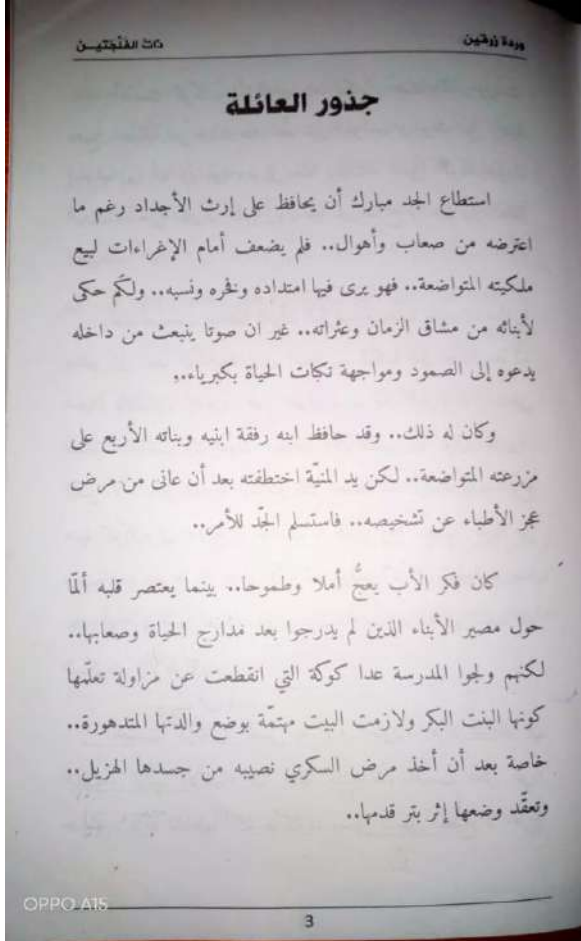 وردة زرقين
ذات القُبْعتيــن
جذور العائلة
استطاع الجد مبارك أن يحافظ على إرث الأجداد رغم ما
اعترضه من صعاب وأهوال.. فلم يضعف أمام الإغراءات لبيع
ملكيته المتواضعة.. فهو يرى فيها امتداده وفخره ونسبه.. ولكَم حكى
لأبنائه من مشاق الزمان وعثراته.. غير ان صوتا ينبعث من داخله
يدعوه إلى الصمود ومواجهة نكبات الحياة بكبرياء..
وكان له ذلك.. وقد حافظ ابنه رفقة ابنيه وبناته الأربع على
مزرعته المتواضعة.. لكن يد المنيّة اختطفته بعد أن عانى من مرض
عجز الأطباء عن تشخيصه.. فاستسلم الجدّ للأمر..
كان فكر الأب يعجُّ أملا وطموحا.. بينما يعتصر قلبه ألمًا
حول مصير الأبناء الذين لم يدرجوا بعد مدارج الحياة وصعابها..
لكنهم ولجوا المدرسة عدا كوكة التي انقطعت عن مزاولة تعلّمها
كونها البنت البكر ولازمت البيت مهتمّة بوضع والدتها المتدهورة..
خاصة بعد أن أخذ مرض السكري نصيبه من جسدها الهزيل..
وتعقّد وضعها إثر بتر قدمها..
OPPO A15
3